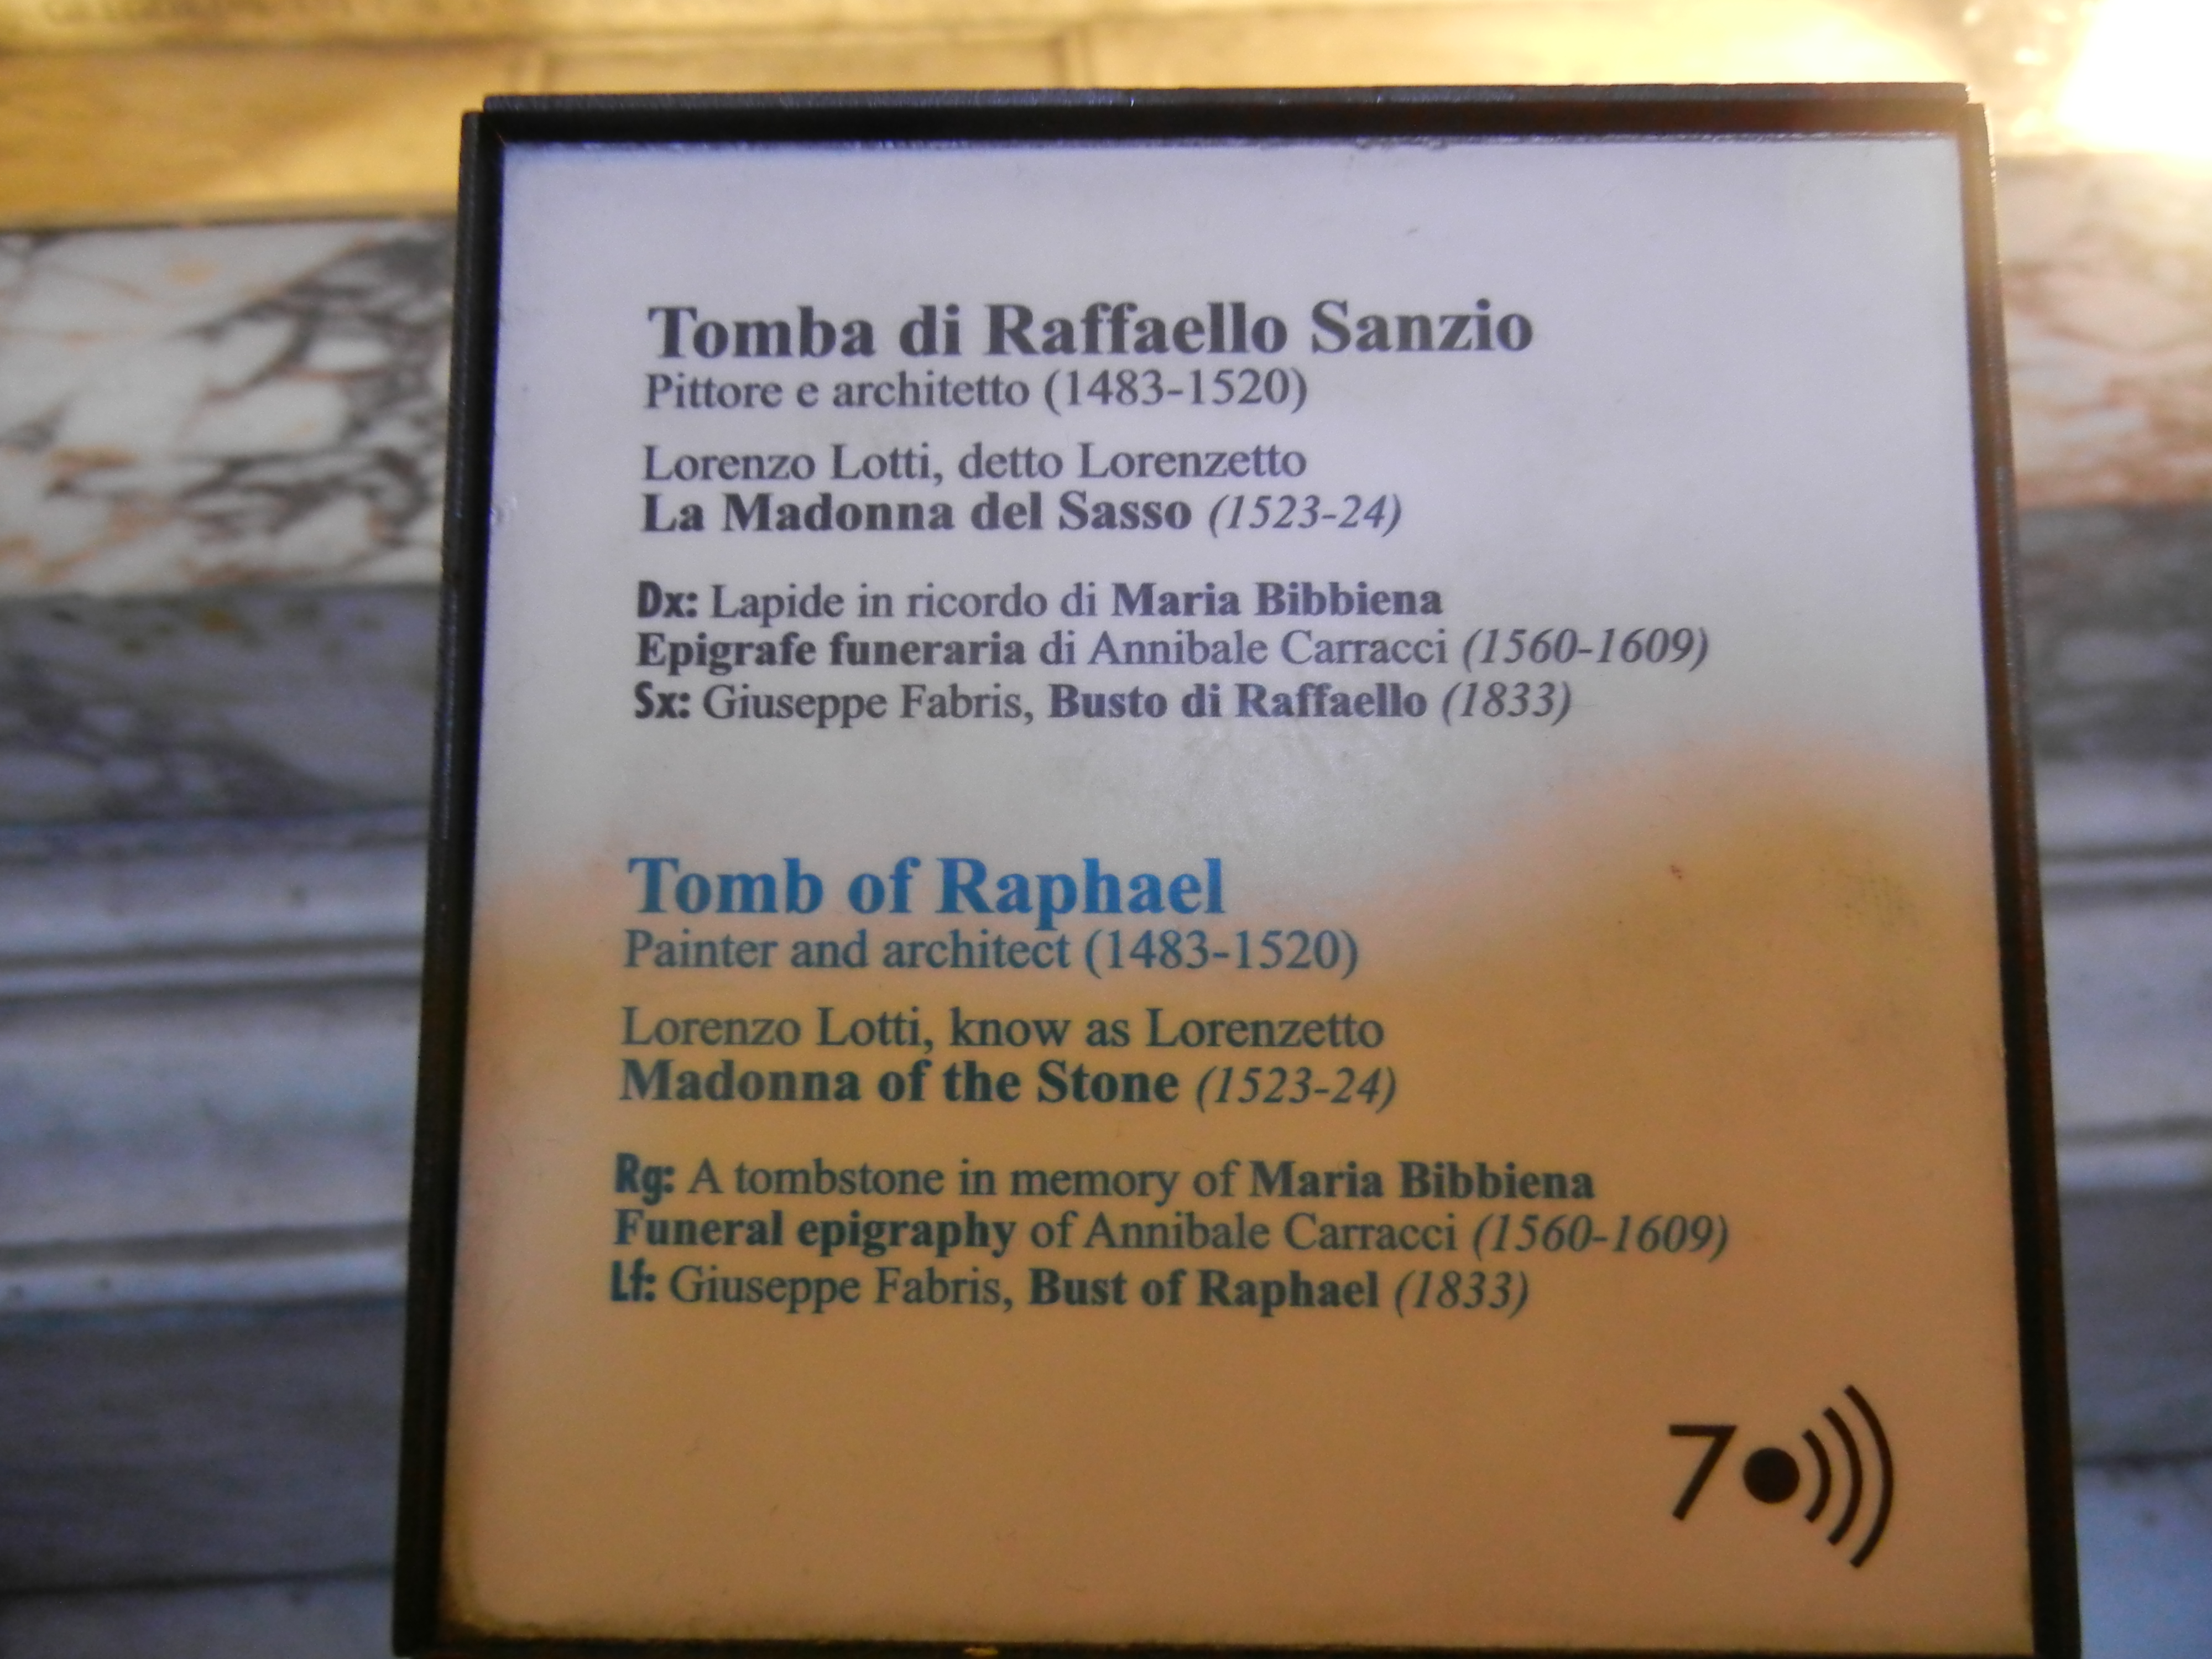 Tomba di Raffaello Sanzio
Pittore e architetto (1483-1520)
Lorenzo Lotti, detto Lorenzetto
La Madonna del Sasso (1523-24)
Dx: Lapide in ricordo di Maria Bibbiena
Epigrafe funeraria di Annibale Carracci (1560-1609)
Sx: Giuseppe Fabris, Busto di Raffaello (1833)
Tomb of Raphael
Painter and architect (1483-1520)
Lorenzo Lotti, know as Lorenzetto
Madonna of the Stone (1523-24)
Rg: A tombstone in memory of Maria Bibbiena
Funeral epigraphy of Annibale Carracci (1560-1609)
Lf: Giuseppe Fabris, Bust of Raphael (1833)
7